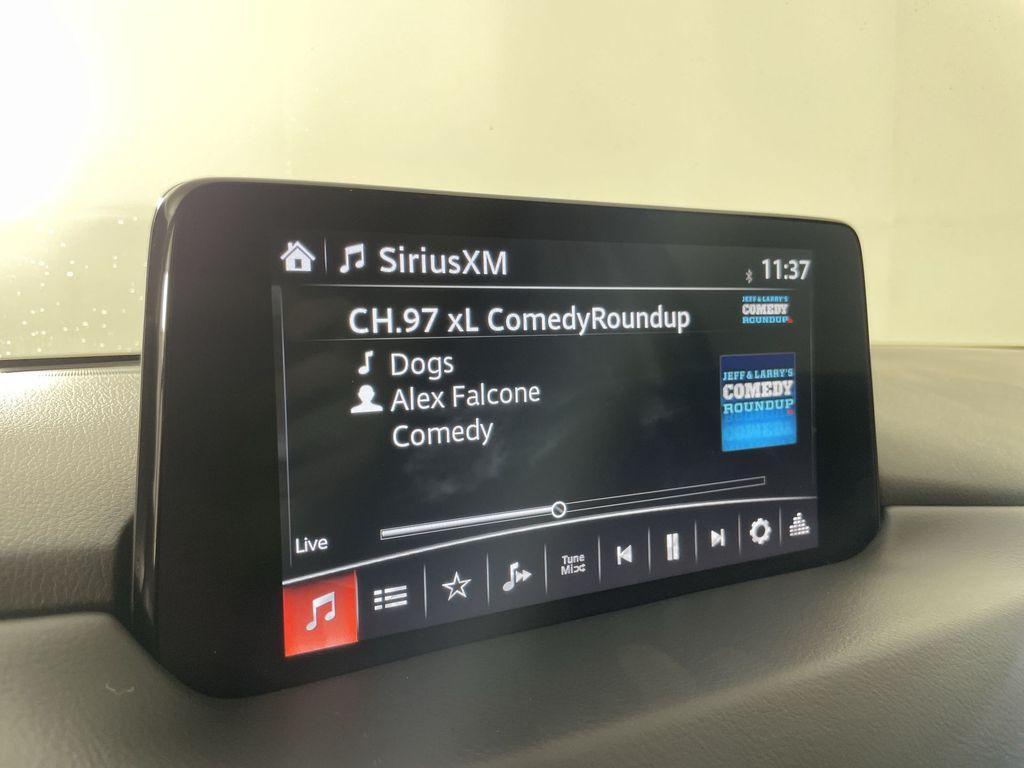 SiriusXM
11:37
CH.97 xL ComedyRoundup
JEFF & LARRY'S
COMEDY
ROUNDUP
Dogs
Alex Falcone
Comedy
JEFF & LARRY'S
COMEDY
ROUNDUP
COMEDY
Live
Tune
Mix